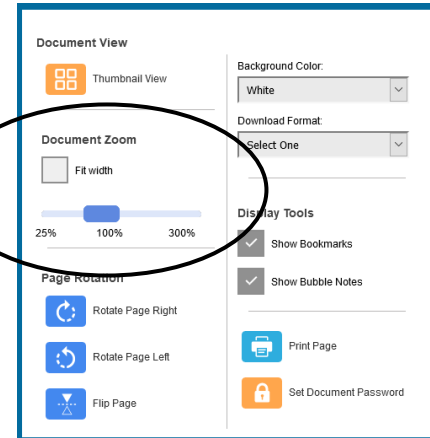 Document View
Thumbnail View
Document Zoom
Fit width
25% 100% 300%
Page Rotation
Rotate Page Right
Rotate Page Left
Flip Page
Background Color:
White
Download Format:
Select One
Display Tools
Show Bookmarks
Show Bubble Notes
Print Page
Set Document Password